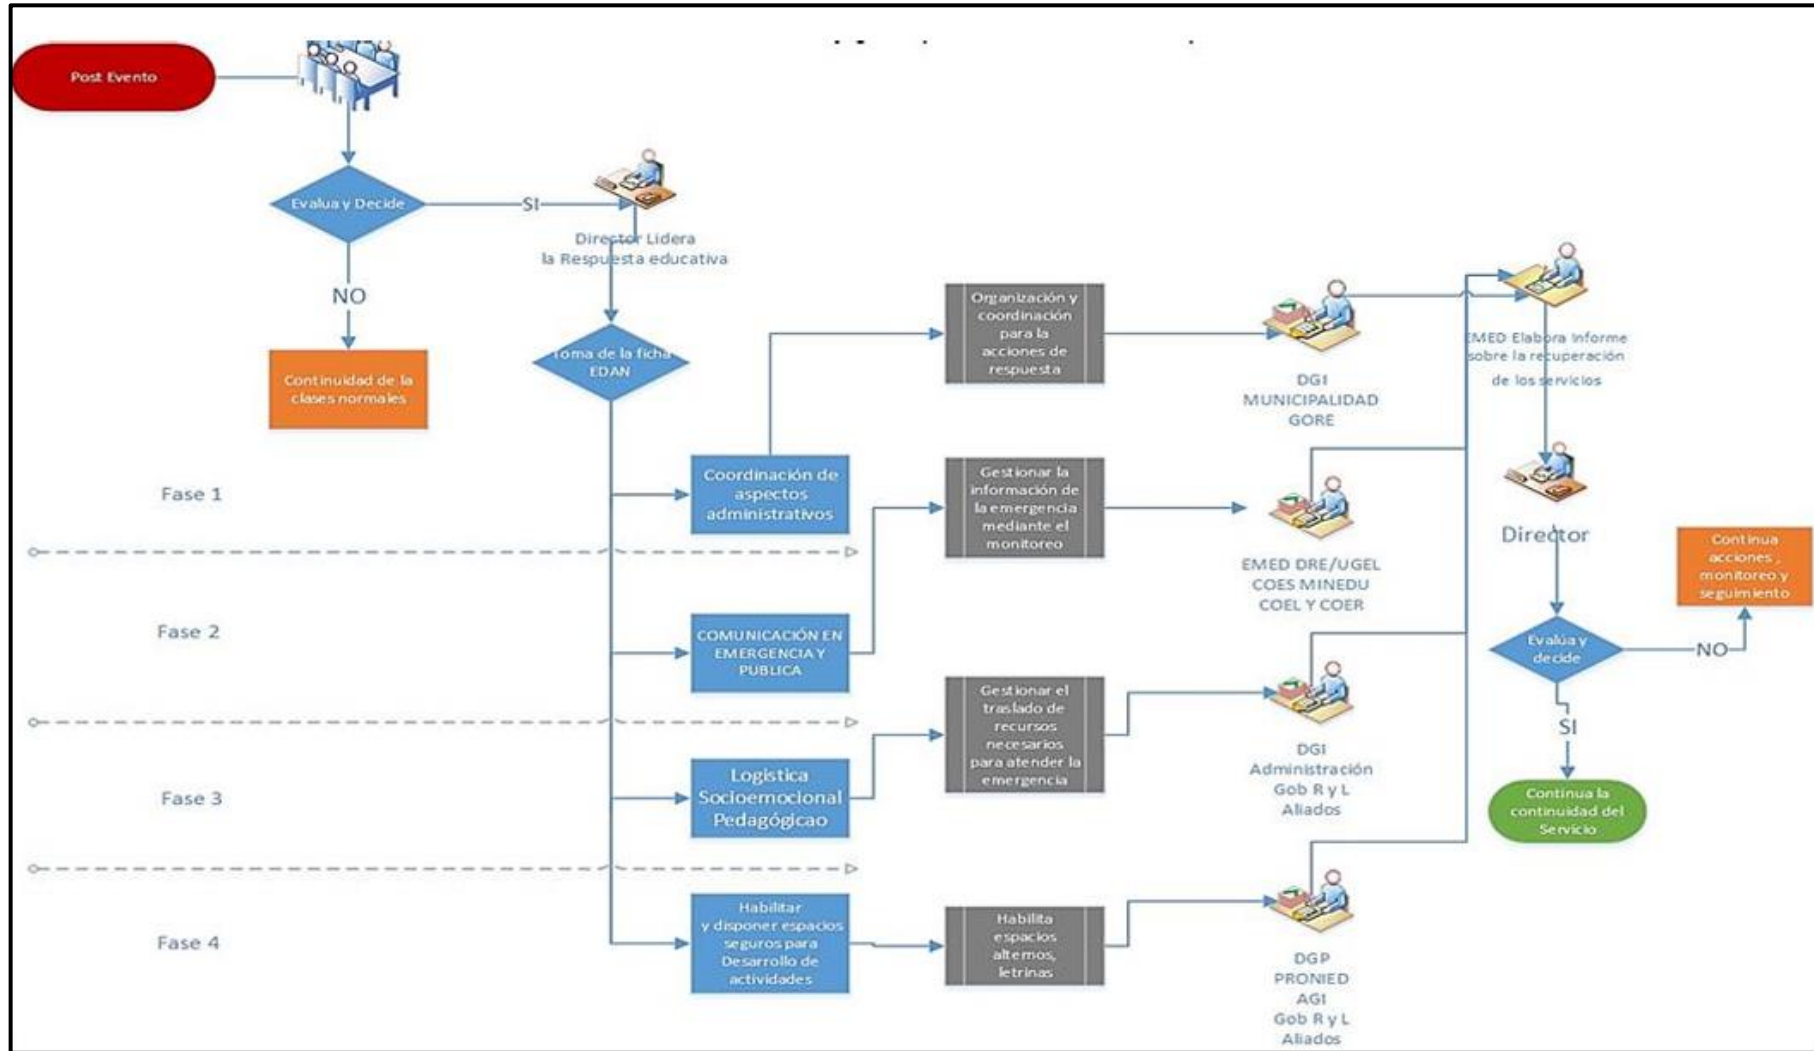 Post Evento
Evalua y Decide
SI
Director Lidera
la Respuesta educativa
NO
Continuidad de la
clases normales
Toma de la ficha
EDAN
Fase 1
Coordinación de
aspectos
administrativos
Organización y
coordinación
para la
acciones de
respuesta
DGI
MUNICIPALIDAD
GORE
Fase 2
COMUNICACIÓN EN
EMERGENCIA Y
PUBLICA
Gestionar la
información de
la emergencia
mediante el
monitoreo
EMED DRE/UGEL
COES MINEDU
COEL Y COER
Fase 3
Logistica
Socioemocional
Pedagógicao
Gestionar el
traslado de
recursos
necesarios
para atender la
emergencia
DGI
Administración
Gob R y L
Aliados
Fase 4
Habilitar
y disponer espacios
seguros para
Desarrollo de
actividades
Habilita
espacios
alternos,
letrinas
DGP
PRONIED
AGI
Gob R y L
Aliados
EMED Elabora Informe
sobre la recuperación
de los servicios
Director
Evalúa y
decide
NO
Continua
acciones ,
monitoreo y
seguimiento
SI
Continua la
continuidad del
Servicio